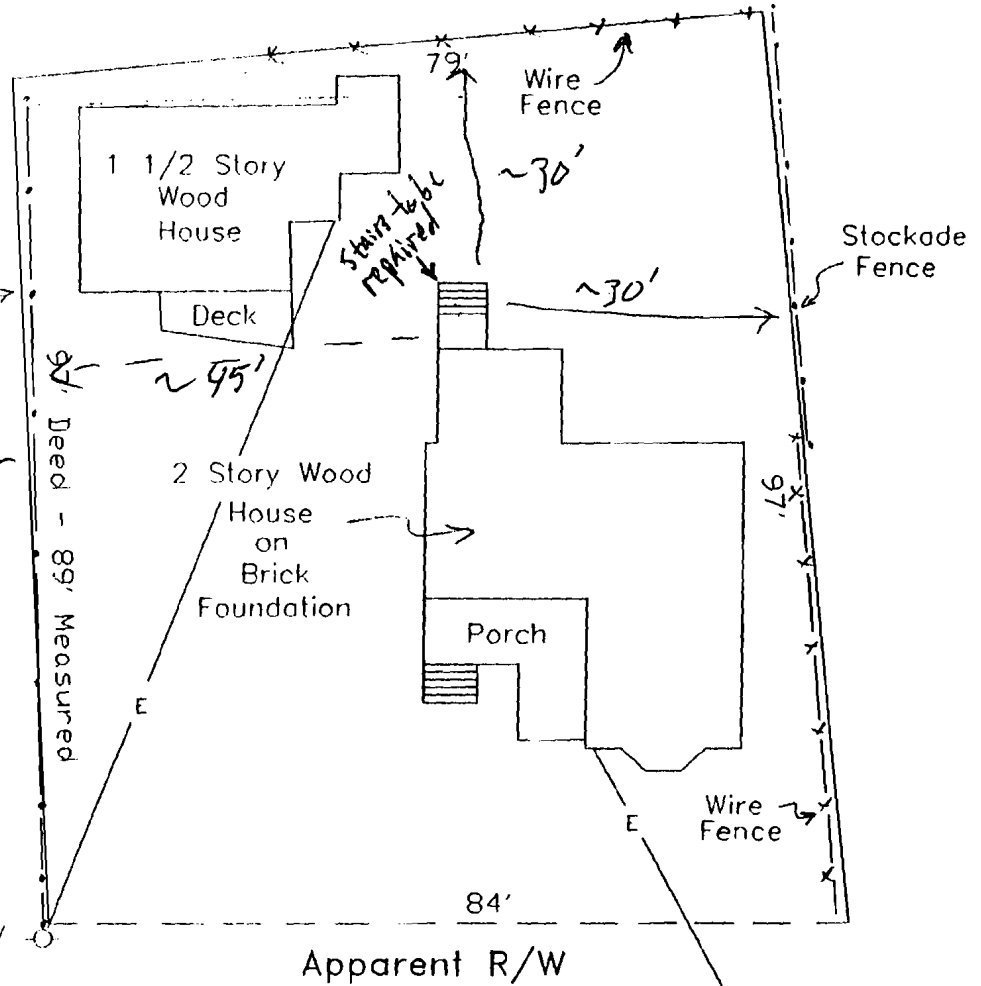 79'
Wire
Fence
~30'
1 1/2 Story
Wood
House
Stairs to be
repaired
Stockade
Fence
~30'
Deck
~45'
Deed - 89' Measured
2 Story Wood
House
on
Brick
Foundation
97'
Porch
E
E
Wire
Fence
84'
Apparent R/W